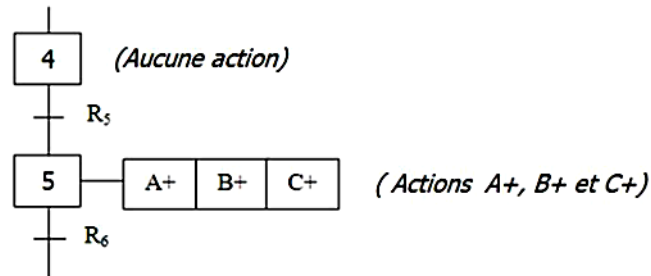 4 (Aucune action)
R5
5 A+ B+ C+ ( Actions A+, B+ et C+)
R6